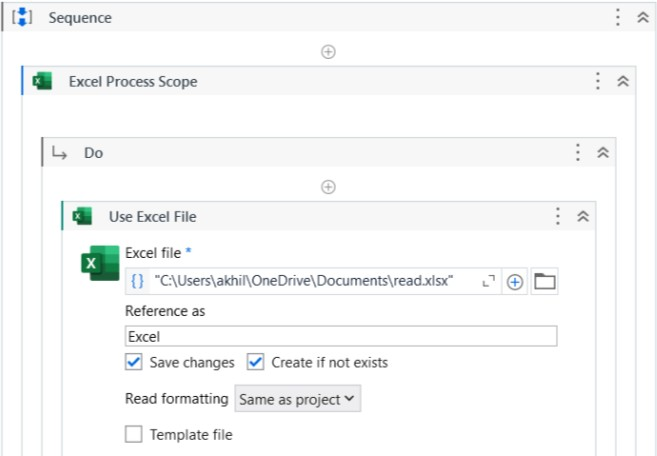 Sequence
Excel Process Scope
Do
Use Excel File
Excel file *
{} "C:\Users\akhil\OneDrive\Documents\read.xlsx"
Reference as
Excel
Save changes Create if not exists
Read formatting Same as project
Template file